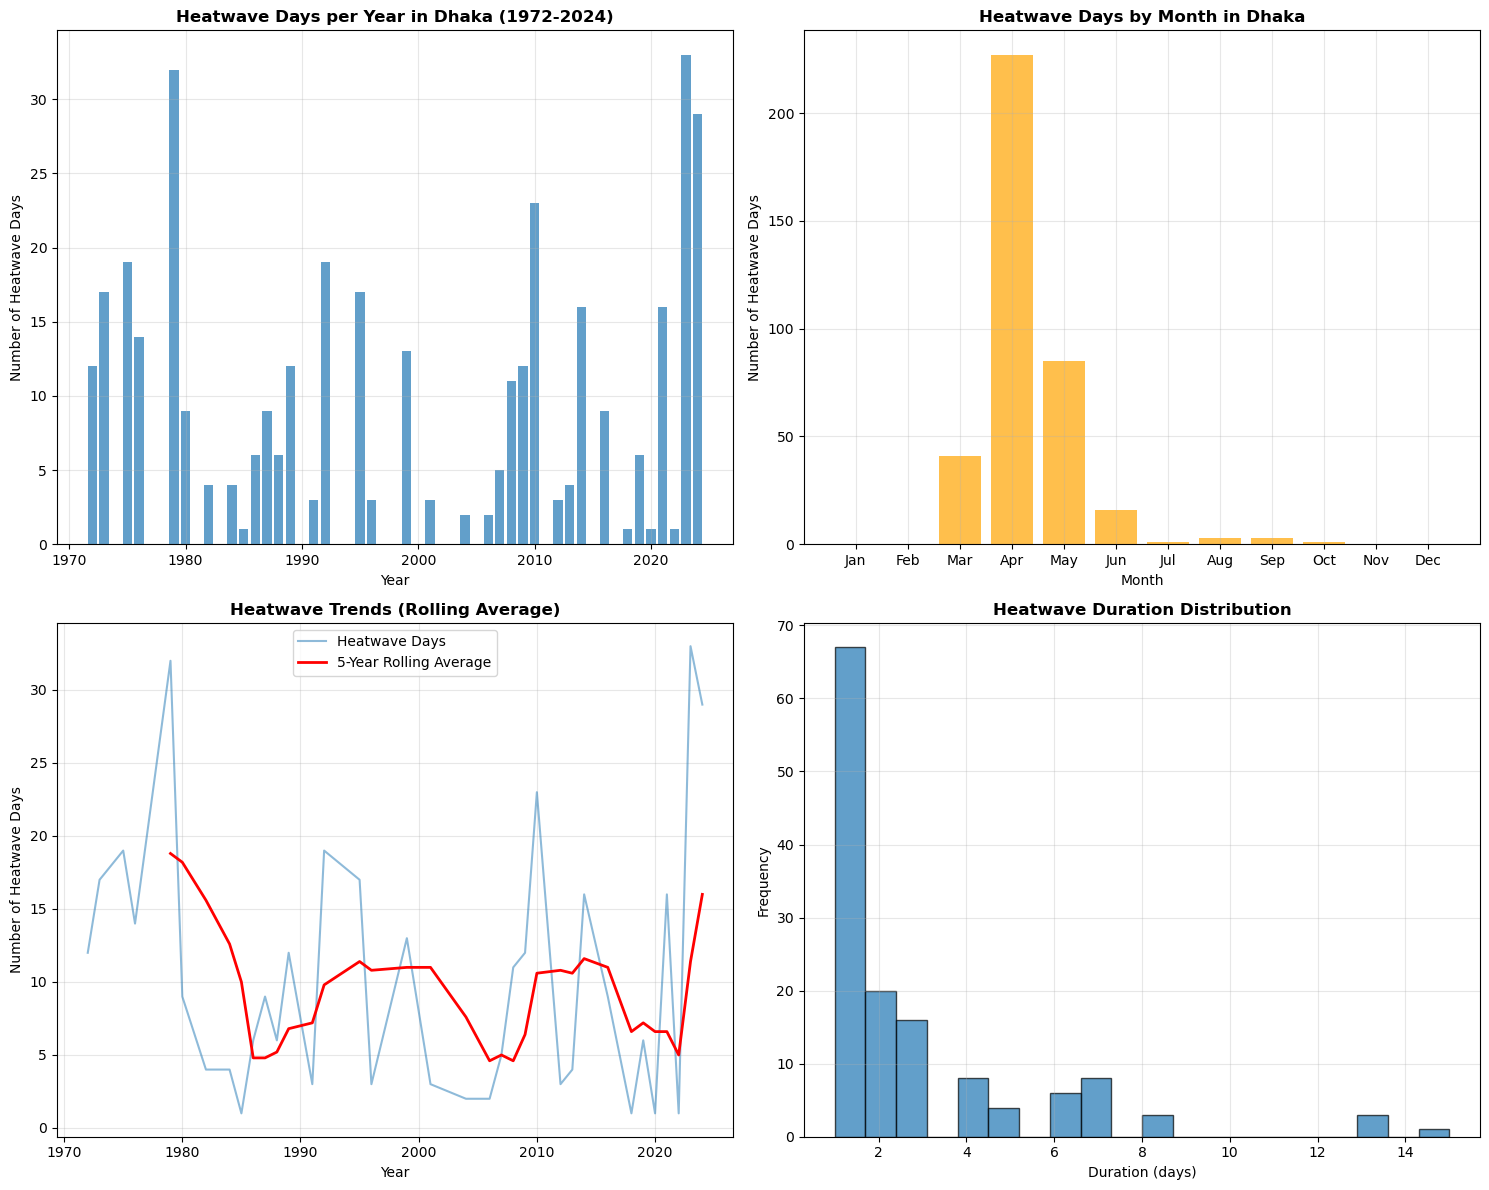 Heatwave Days per Year in Dhaka (1972-2024)
Number of Heatwave Days
30
25
20
15
10
5
0
1970 1980 1990 2000 2010 2020
Year
Heatwave Days by Month in Dhaka
Number of Heatwave Days
200
150
100
50
0
Jan Feb Mar Apr May Jun Jul Aug Sep Oct Nov Dec
Month
Heatwave Trends (Rolling Average)
Heatwave Days
5-Year Rolling Average
Number of Heatwave Days
30
25
20
15
10
5
0
1970 1980 1990 2000 2010 2020
Year
Heatwave Duration Distribution
Frequency
70
60
50
40
30
20
10
0
2 4 6 8 10 12 14
Duration (days)